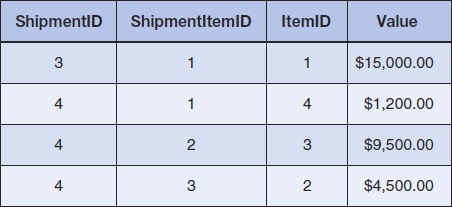 ShipmentID ShipmentItemID ItemID Value
3 1 1 $15,000.00
4 1 4 $1,200.00
4 2 3 $9,500.00
4 3 2 $4,500.00